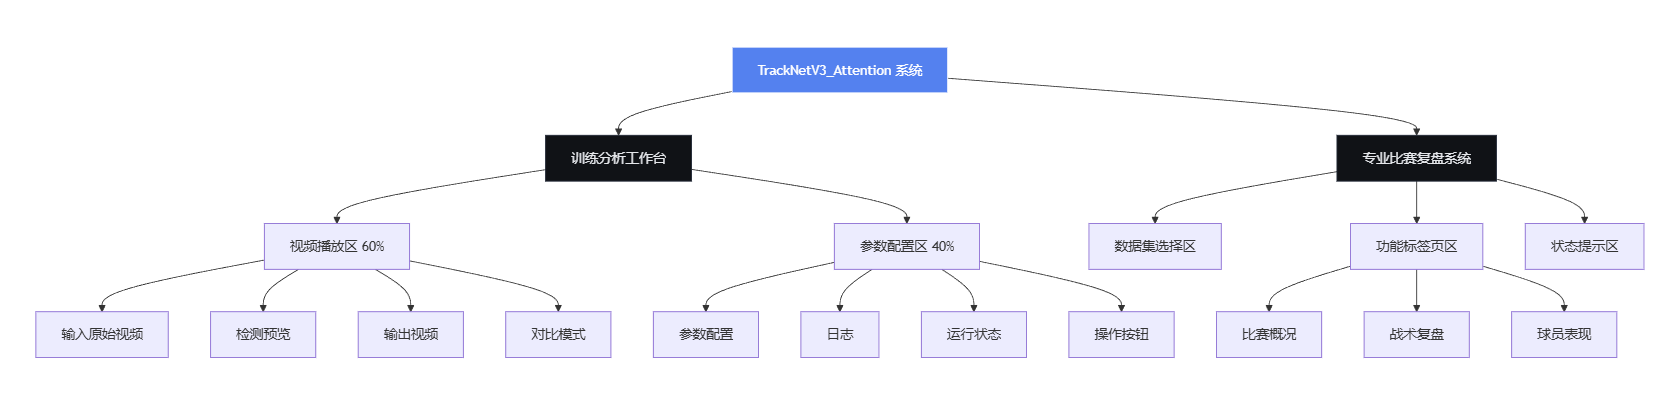 TrackNetV3_Attention 系统
训练分析工作台
专业比赛复盘系统
视频播放区 60%
参数配置区 40%
数据集选择区
功能标签页区
状态提示区
输入原始视频
检测预览
输出视频
对比模式
参数配置
日志
运行状态
操作按钮
比赛概况
战术复盘
球员表现